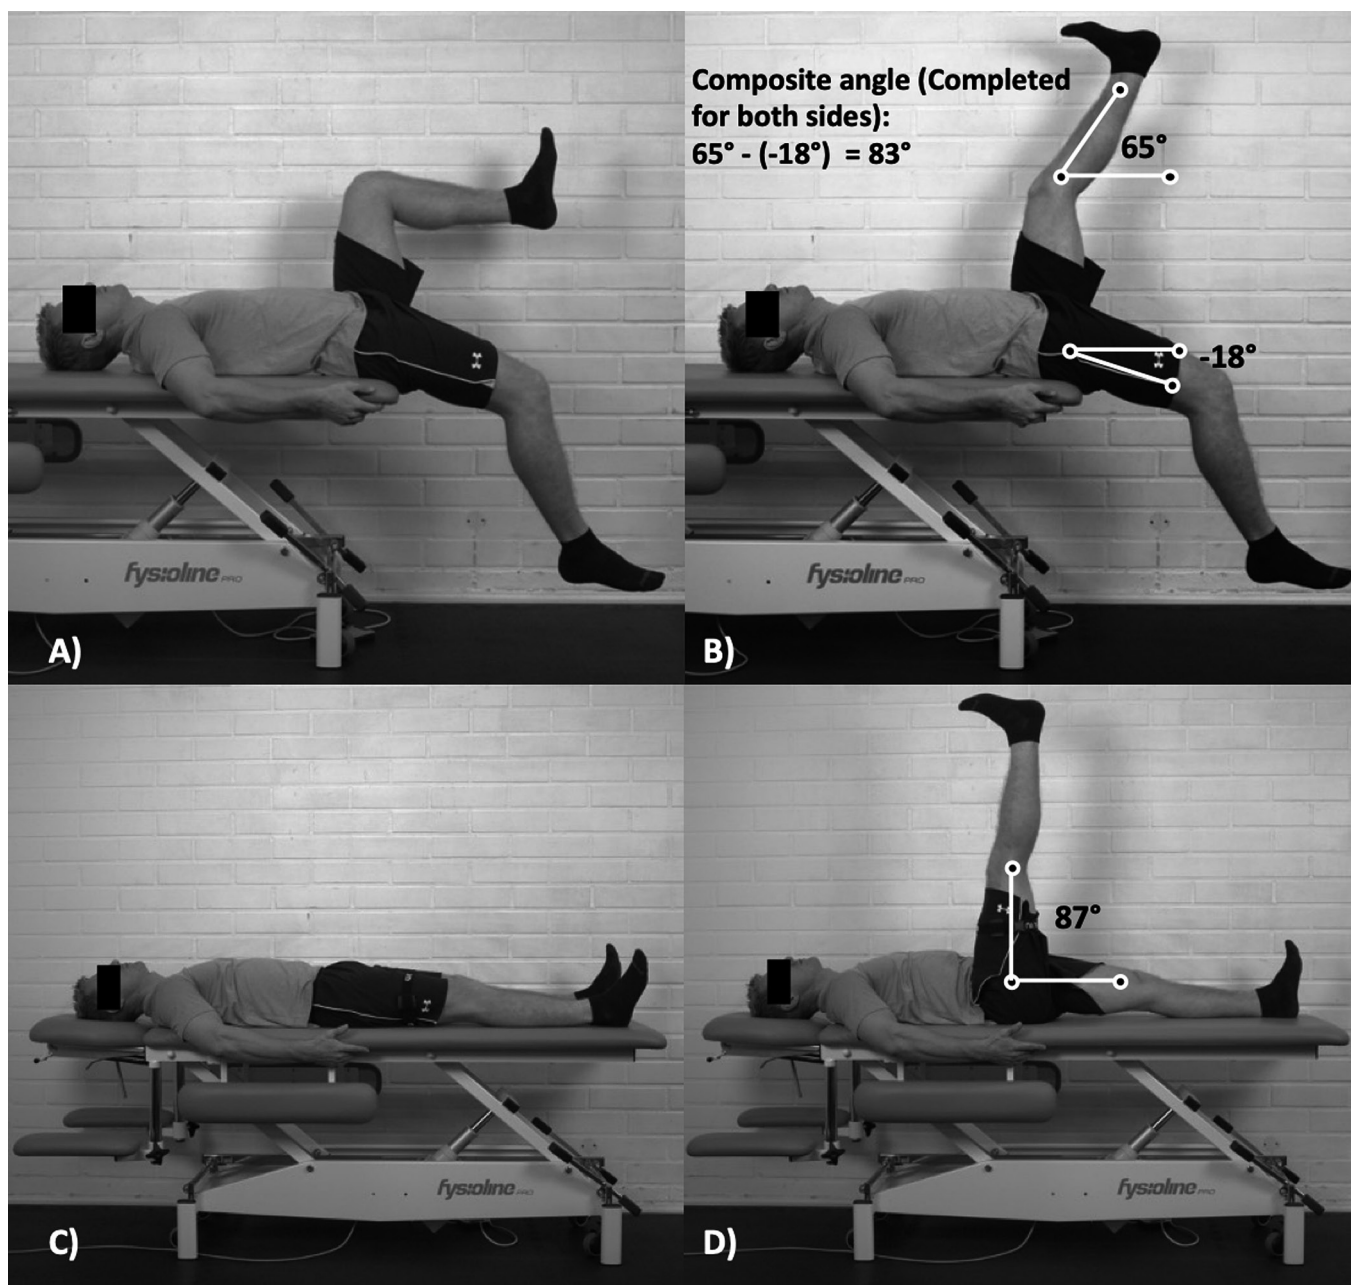 Composite angle (Completed
for both sides):
65° - (-18°) = 83°
65°
-18°
fysioline PRO
A)
fysioline PRO
B)
87°
fysioline PRO
C)
fysioline PRO
D)